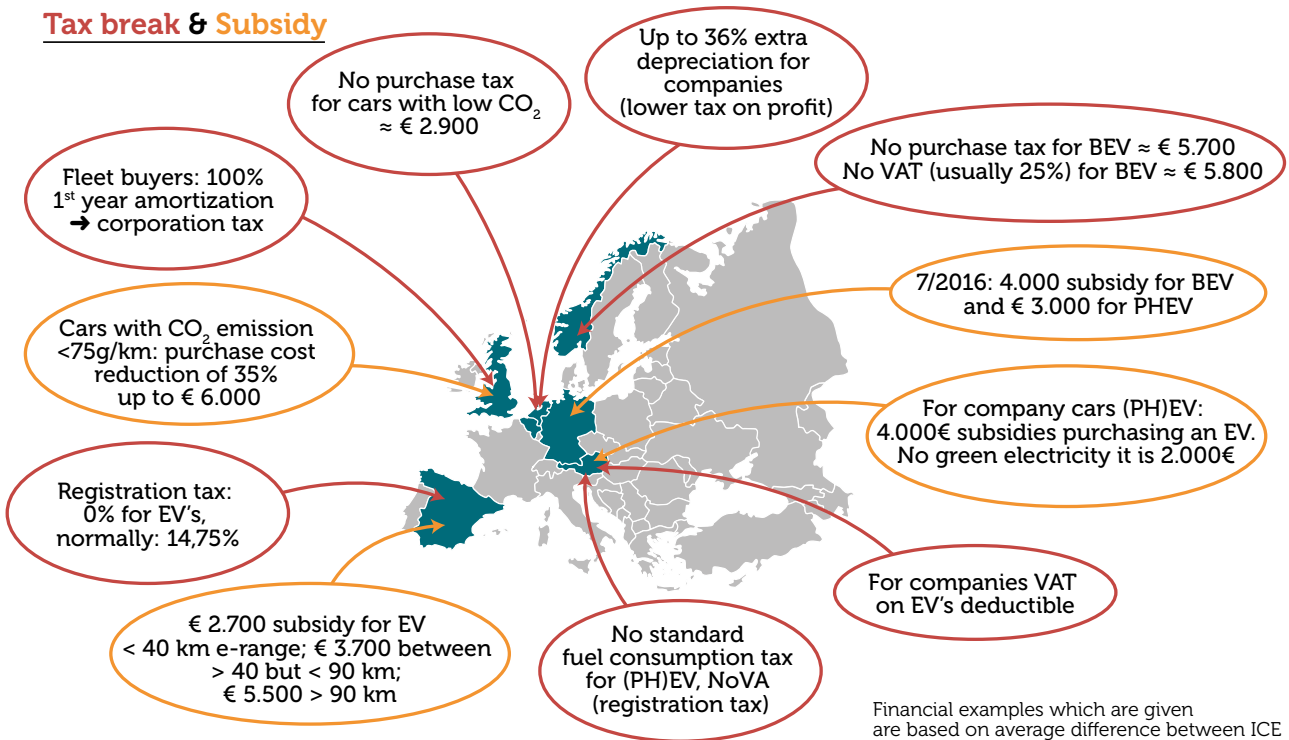 Tax break & Subsidy
No purchase tax
for cars with low CO₂
≈ € 2.900
Up to 36% extra
depreciation for
companies
(lower tax on profit)
No purchase tax for BEV ≈ € 5.700
No VAT (usually 25%) for BEV ≈ € 5.800
Fleet buyers: 100%
1ˢᵗ year amortization
➔ corporation tax
7/2016: 4.000 subsidy for BEV
and € 3.000 for PHEV
Cars with CO₂ emission
<75g/km: purchase cost
reduction of 35%
up to € 6.000
For company cars (PH)EV:
4.000€ subsidies purchasing an EV.
No green electricity it is 2.000€
Registration tax:
0% for EV's,
normally: 14,75%
For companies VAT
on EV's deductible
€ 2.700 subsidy for EV
< 40 km e-range; € 3.700 between
> 40 but < 90 km;
€ 5.500 > 90 km
No standard
fuel consumption tax
for (PH)EV, NoVA
(registration tax)
Financial examples which are given
are based on average difference between ICE